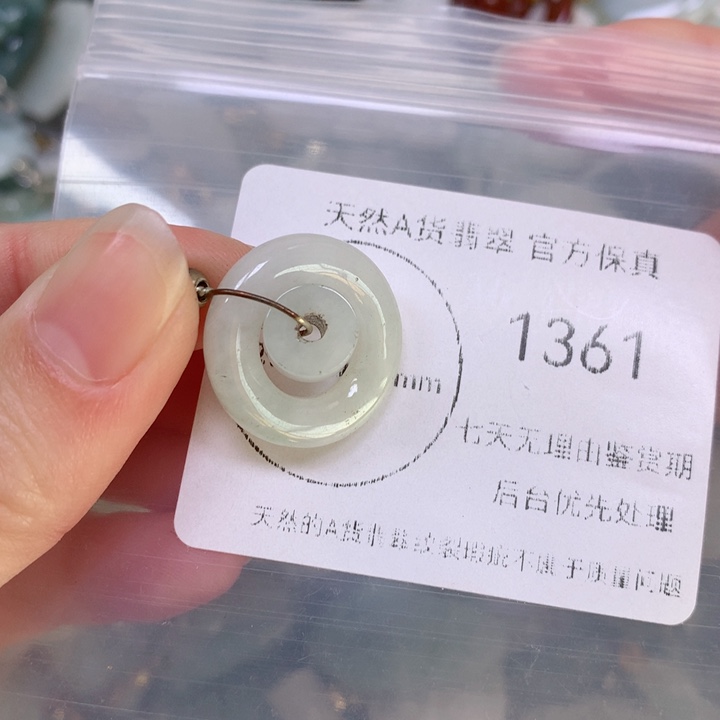 天然A货翡翠 官方保真
1361
mm
七天无理由鉴赏期
后台优先处理
天然的A货翡翠纹裂瑕疵不属于质量问题